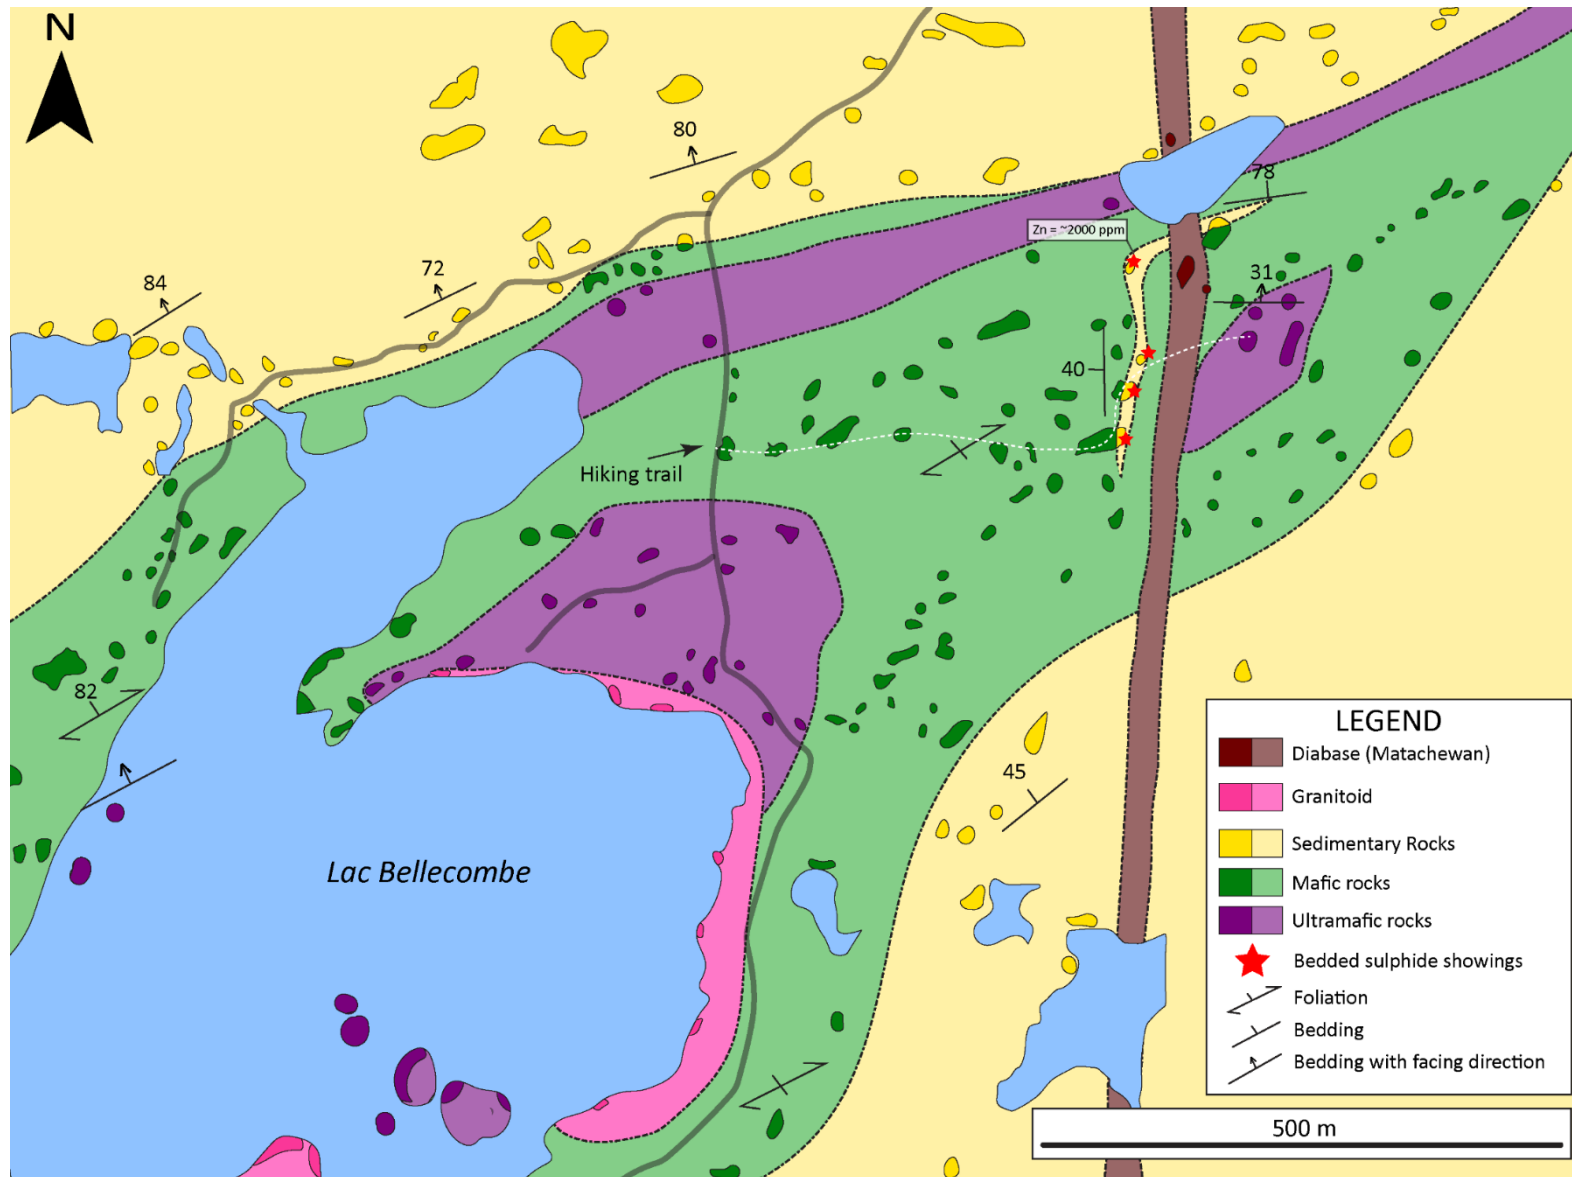 N
80
78
Zn = ~2000 ppm
84
72
31
40
Hiking trail
82
45
Lac Bellecombe
LEGEND
Diabase (Matachewan)
Granitoid
Sedimentary Rocks
Mafic rocks
Ultramafic rocks
Bedded sulphide showings
Foliation
Bedding
Bedding with facing direction
500 m